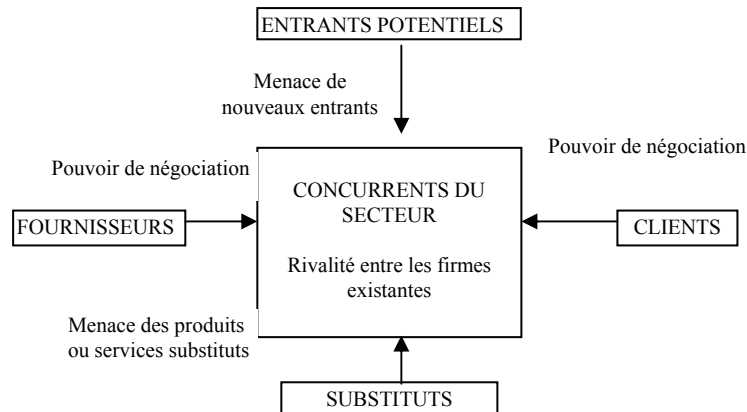 ENTRANTS POTENTIELS
Menace de
nouveaux entrants
Pouvoir de négociation
Pouvoir de négociation
CONCURRENTS DU
SECTEUR
FOURNISSEURS
CLIENTS
Rivalité entre les firmes
existantes
Menace des produits
ou services substituts
SUBSTITUTS